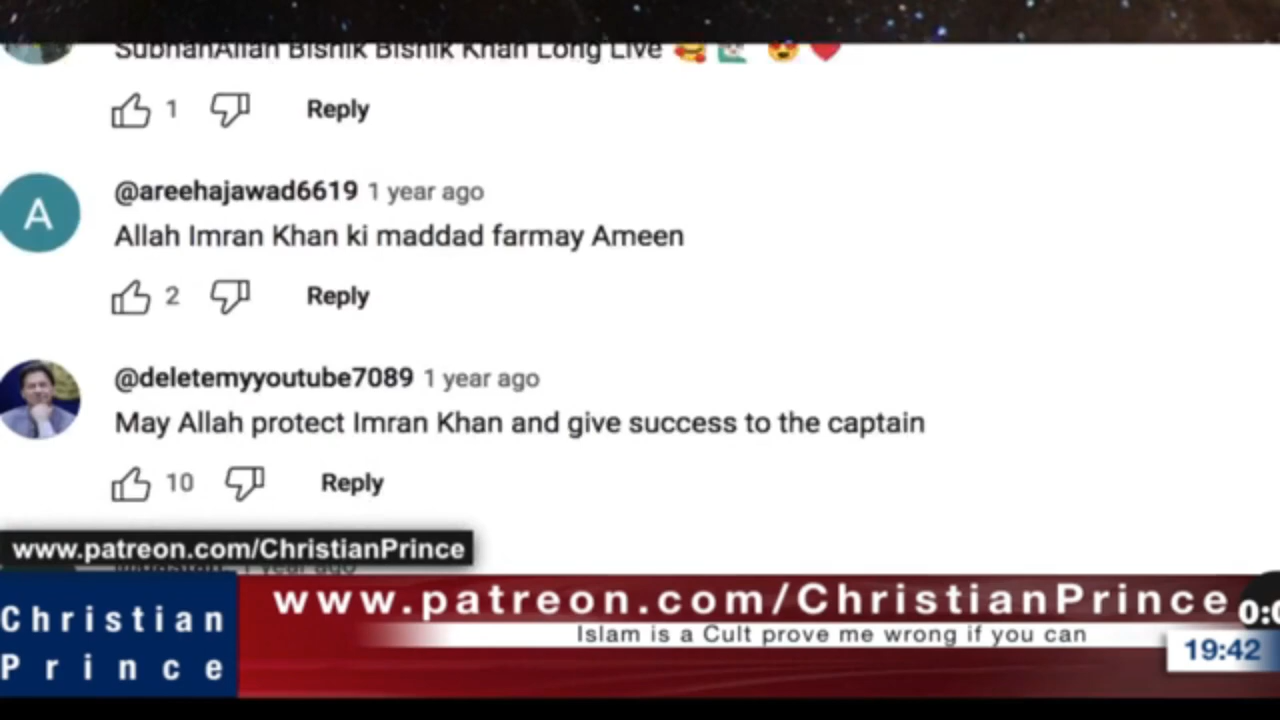 SubhanAllah Bishik Bishik Khan Long Live
1 Reply
A
@areehajawad6619 1 year ago
Allah Imran Khan ki maddad farmay Ameen
2 Reply
@deletemyyoutube7089 1 year ago
May Allah protect Imran Khan and give success to the captain
10 Reply
www.patreon.com/ChristianPrince
1 year ago
Christian
Prince
www.patreon.com/ChristianPrince
Islam is a Cult prove me wrong if you can
19:42